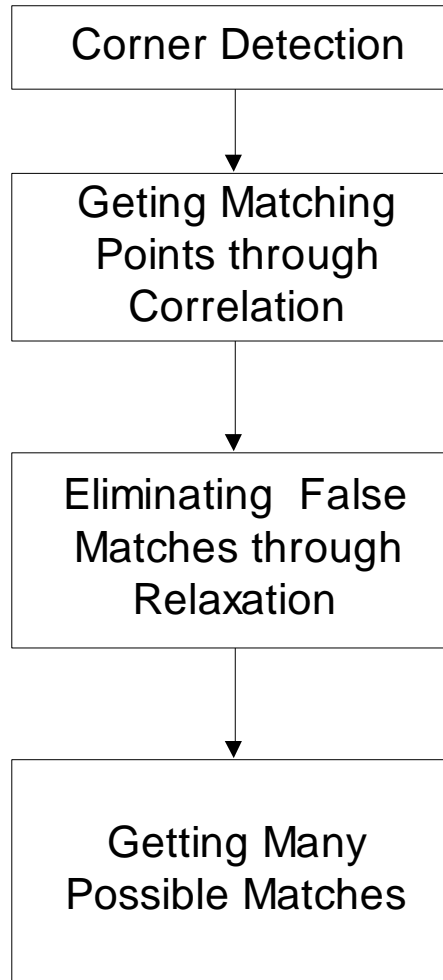 Corner Detection
Geting Matching
Points through
Correlation
Eliminating False
Matches through
Relaxation
Getting Many
Possible Matches